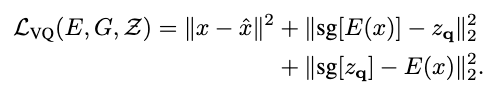 ℒ_VQ(E, G, 𝒵) = ‖x − x̂‖² + ‖sg[E(x)] − z_𝐪‖₂²
+ ‖sg[z_𝐪] − E(x)‖₂².